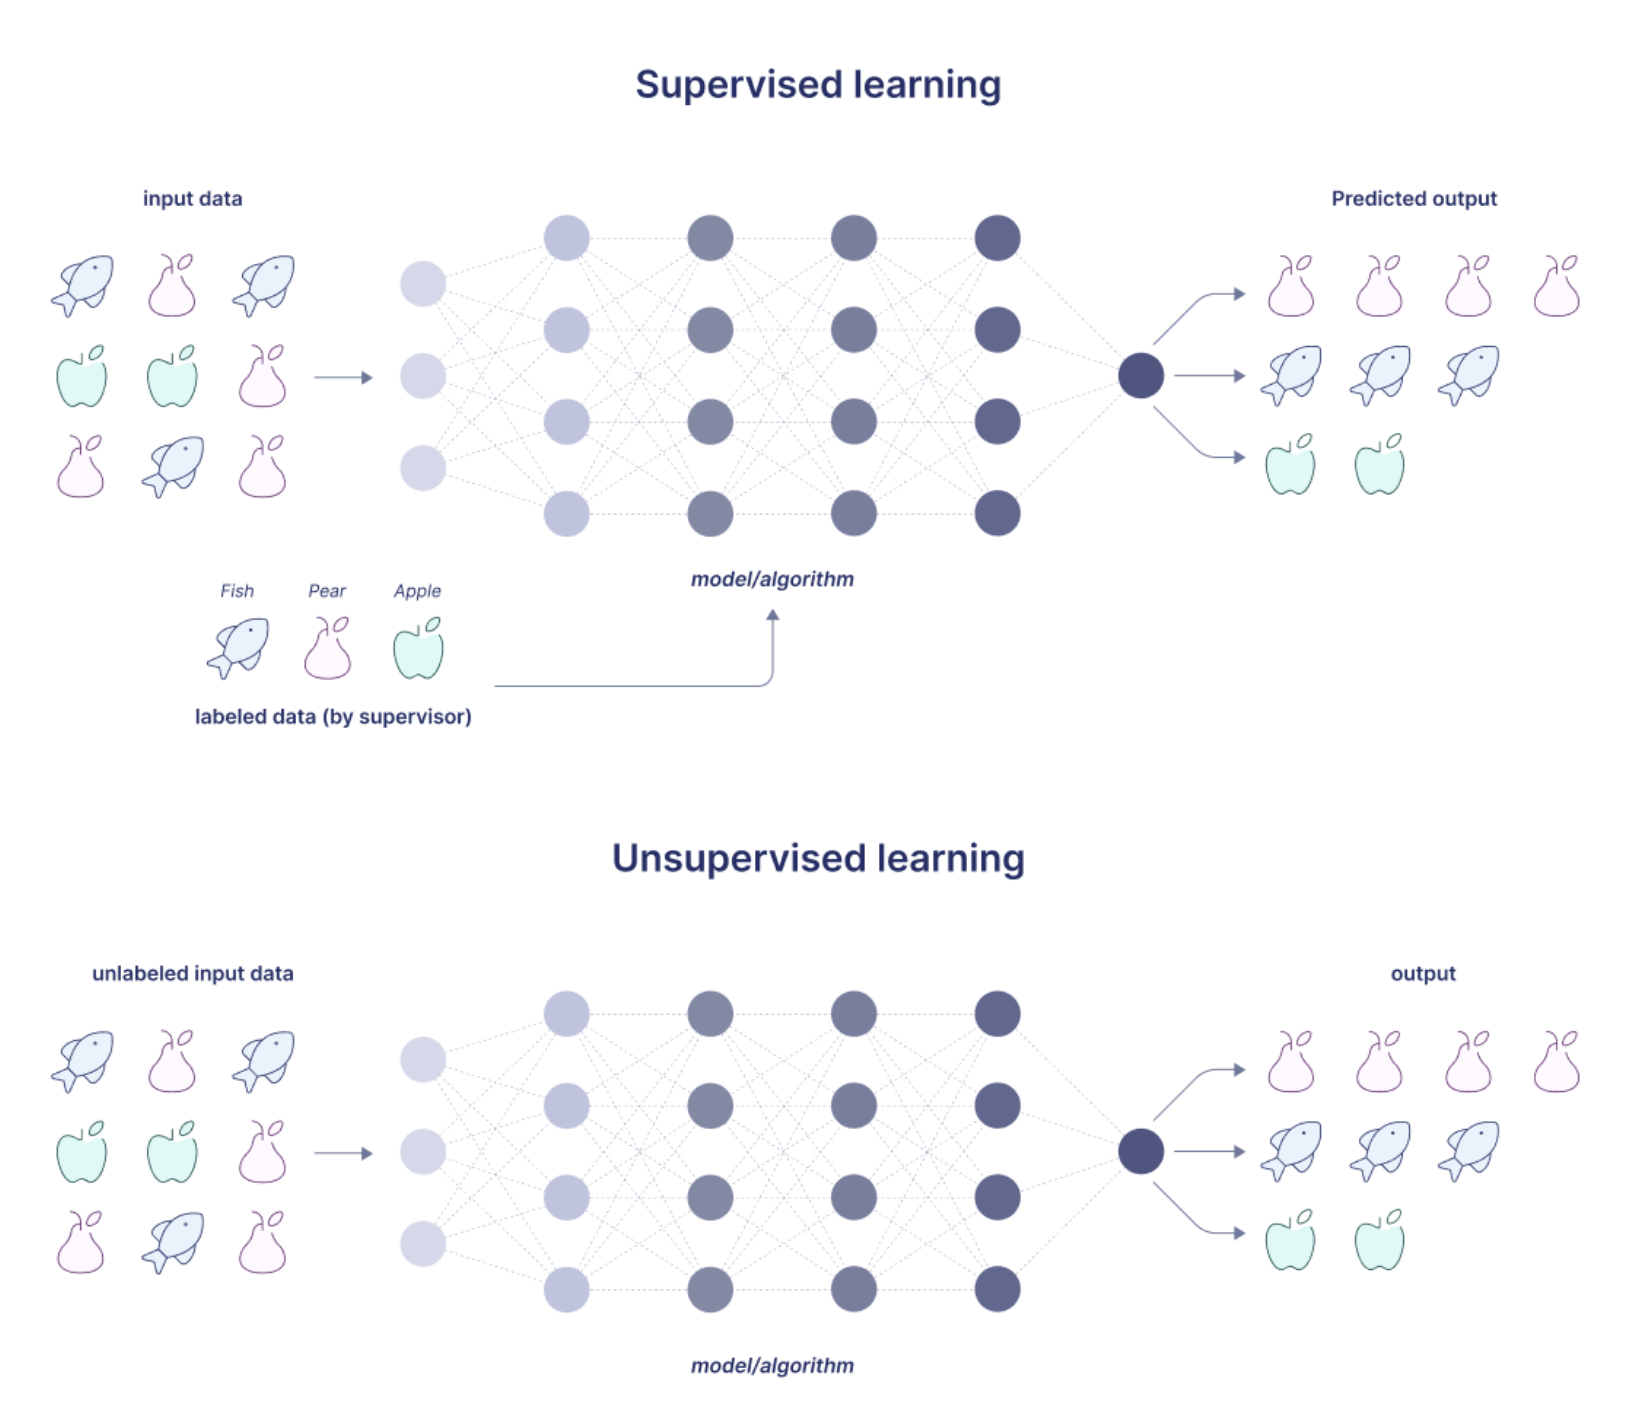 Supervised learning
input data
Predicted output
model/algorithm
Fish Pear Apple
labeled data (by supervisor)
Unsupervised learning
unlabeled input data
output
model/algorithm